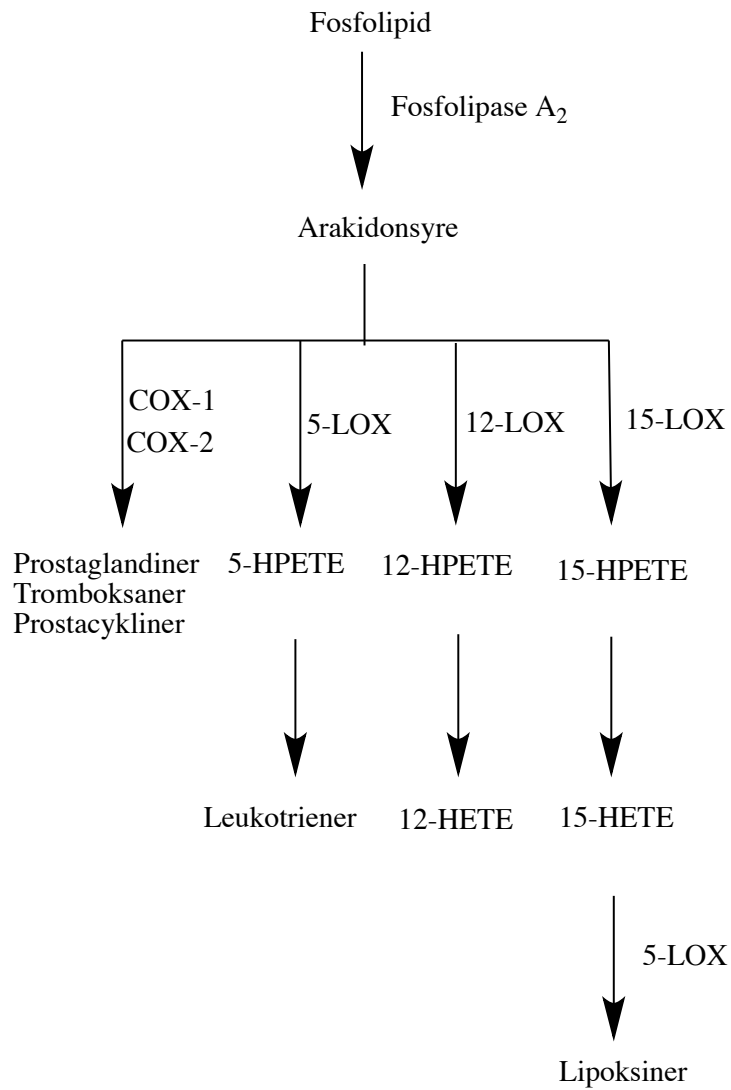 Fosfolipid
Fosfolipase A₂
Arakidonsyre
COX-1
COX-2
5-LOX
12-LOX
15-LOX
Prostaglandiner
Tromboksaner
Prostacykliner
5-HPETE
12-HPETE
15-HPETE
Leukotriener
12-HETE
15-HETE
5-LOX
Lipoksiner